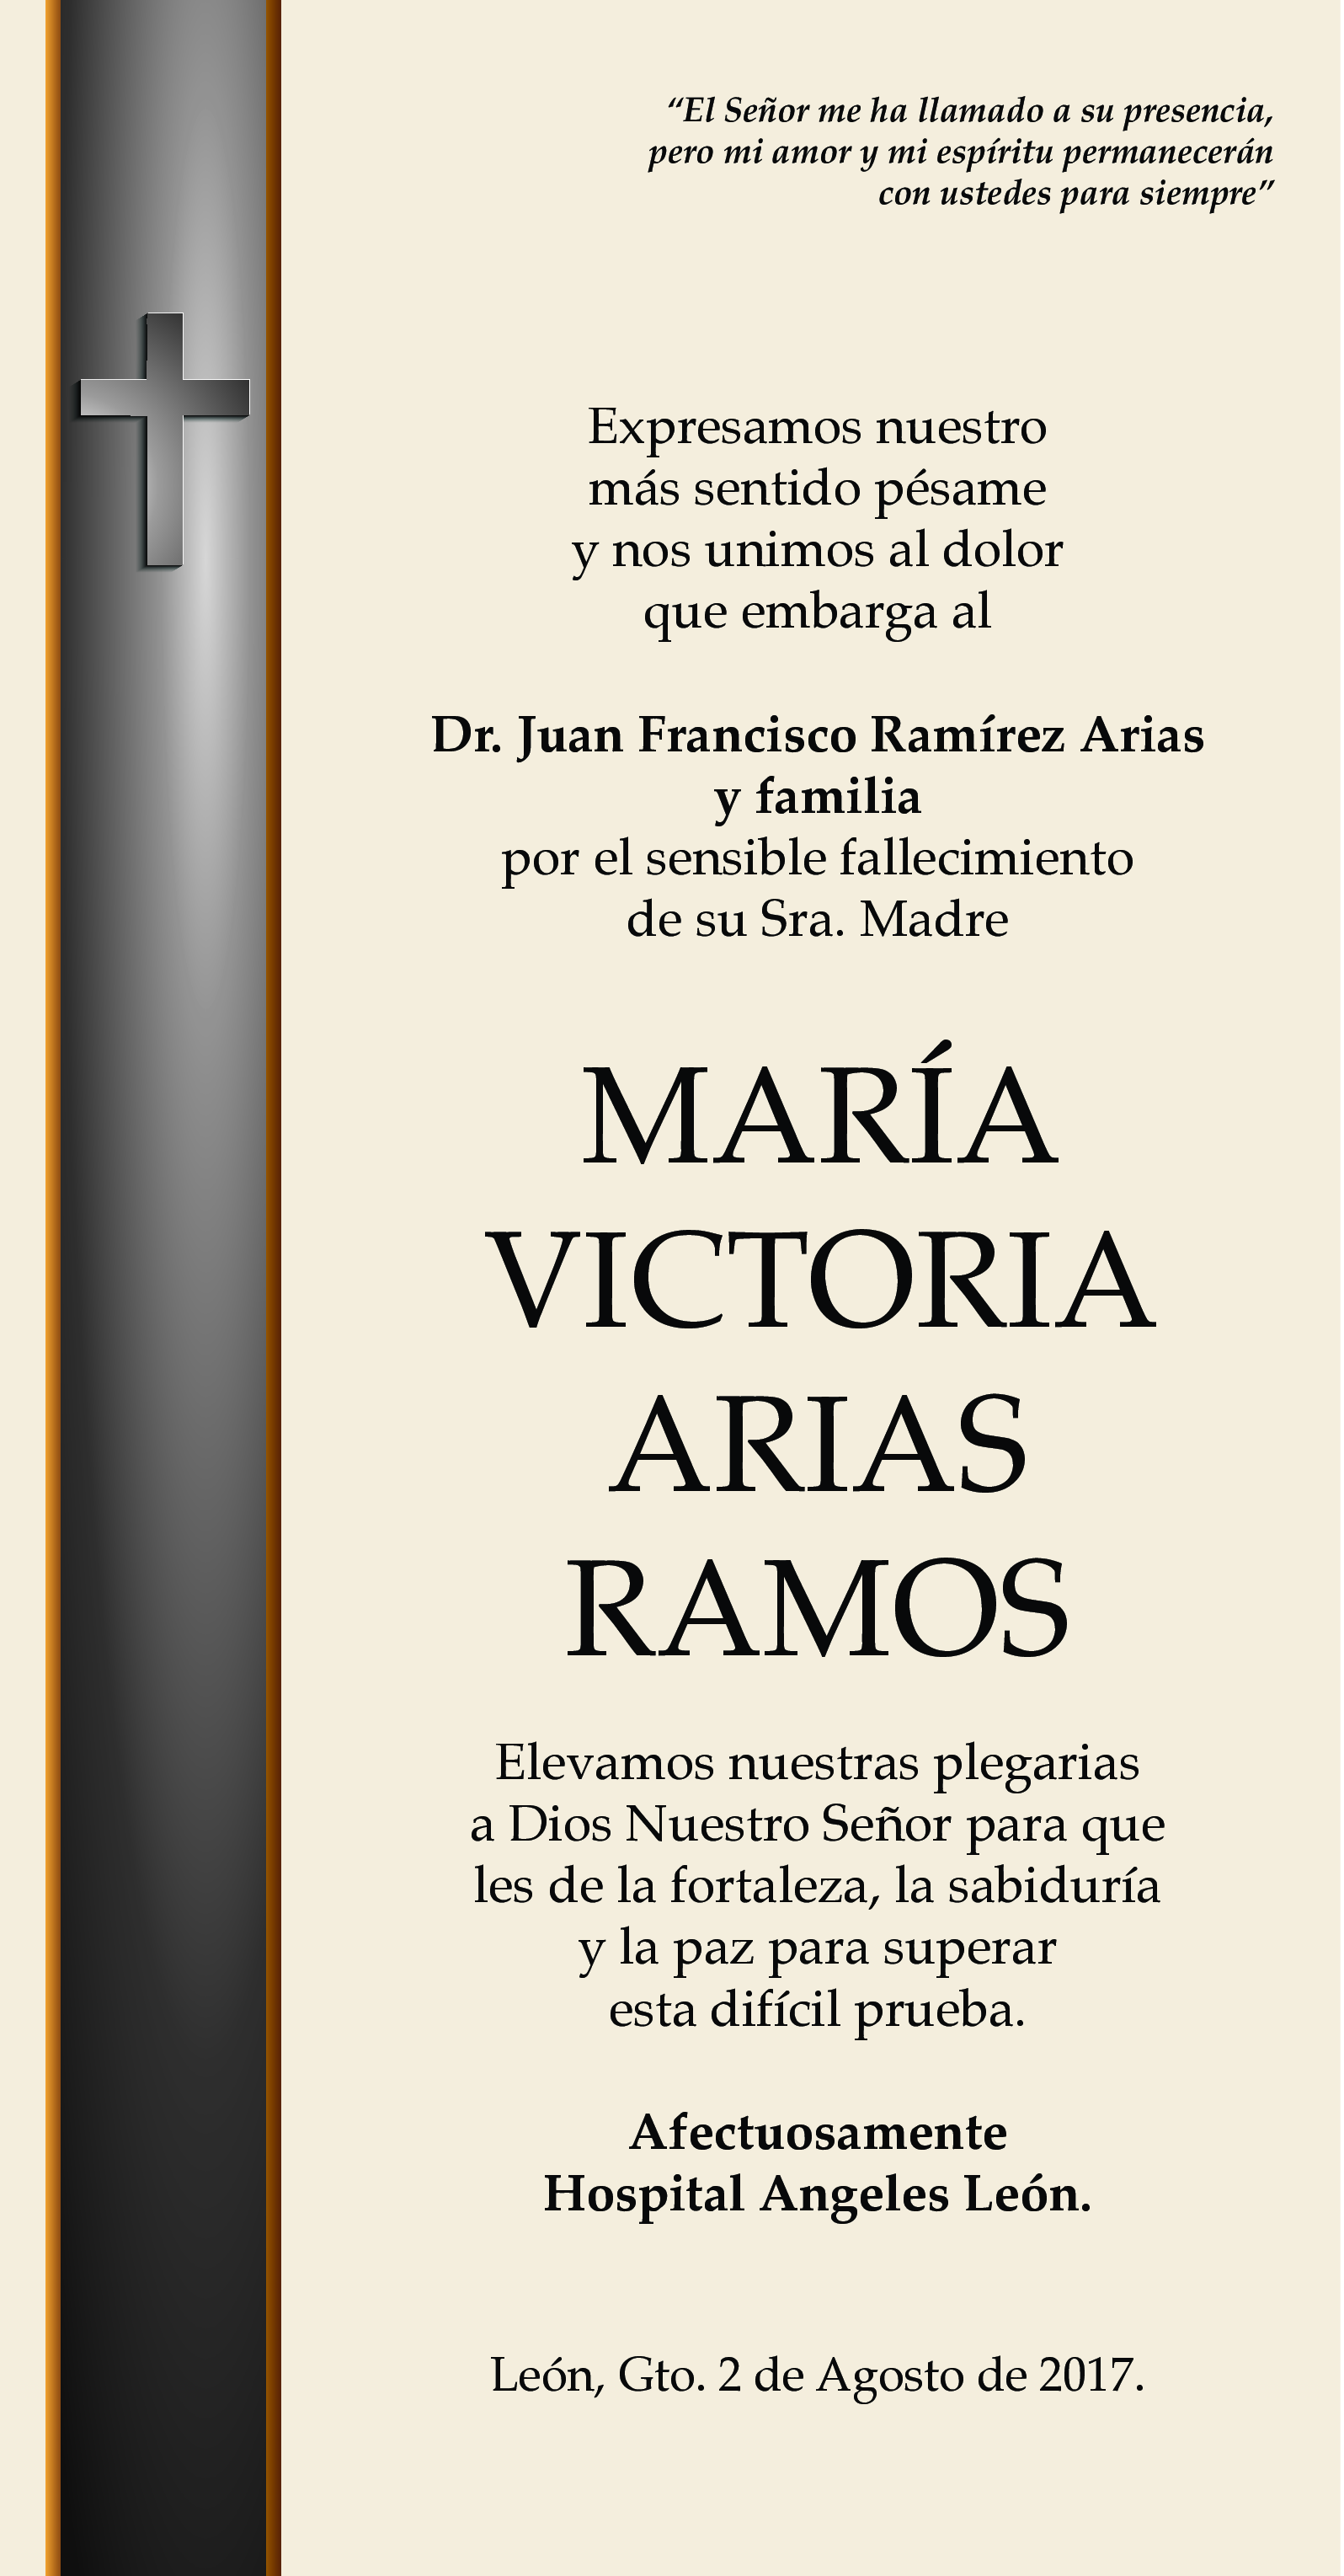 “El Señor me ha llamado a su presencia,
pero mi amor y mi espíritu permanecerán
con ustedes para siempre”
Expresamos nuestro
más sentido pésame
y nos unimos al dolor
que embarga al
Dr. Juan Francisco Ramírez Arias
y familia
por el sensible fallecimiento
de su Sra. Madre
MARÍA
VICTORIA
ARIAS
RAMOS
Elevamos nuestras plegarias
a Dios Nuestro Señor para que
les de la fortaleza, la sabiduría
y la paz para superar
esta difícil prueba.
Afectuosamente
Hospital Angeles León.
León, Gto. 2 de Agosto de 2017.